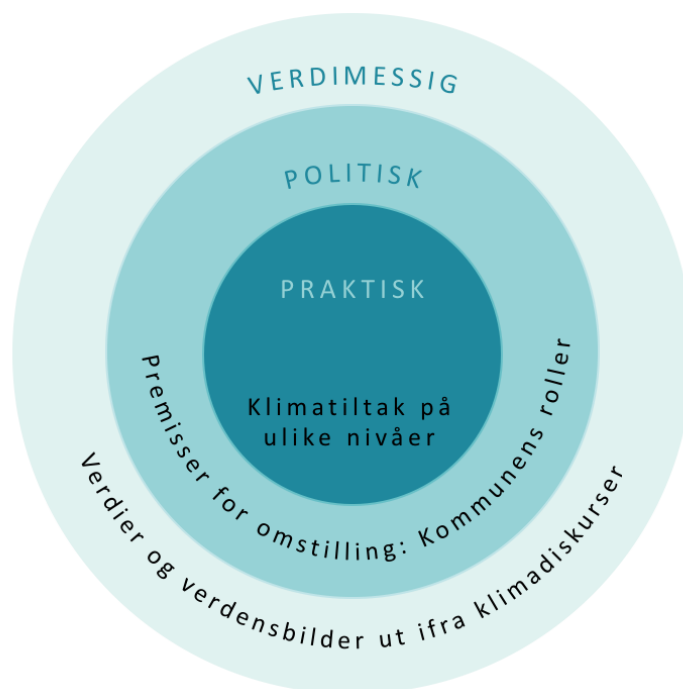 VERDIMESSIG
POLITISK
PRAKTISK
Klimatiltak på
ulike nivåer
Premisser for omstilling: Kommunens roller
Verdier og verdensbilder ut ifra klimadiskurser